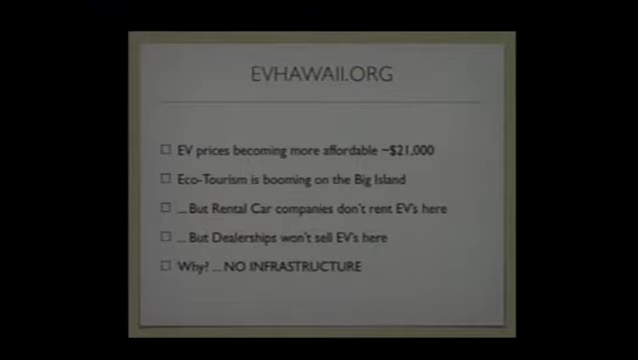 EVHAWAII.ORG
EV prices becoming more affordable ~$21,000
Eco-Tourism is booming on the Big Island
... But Rental Car companies don't rent EV's here
... But Dealerships won't sell EV's here
Why? ... NO INFRASTRUCTURE